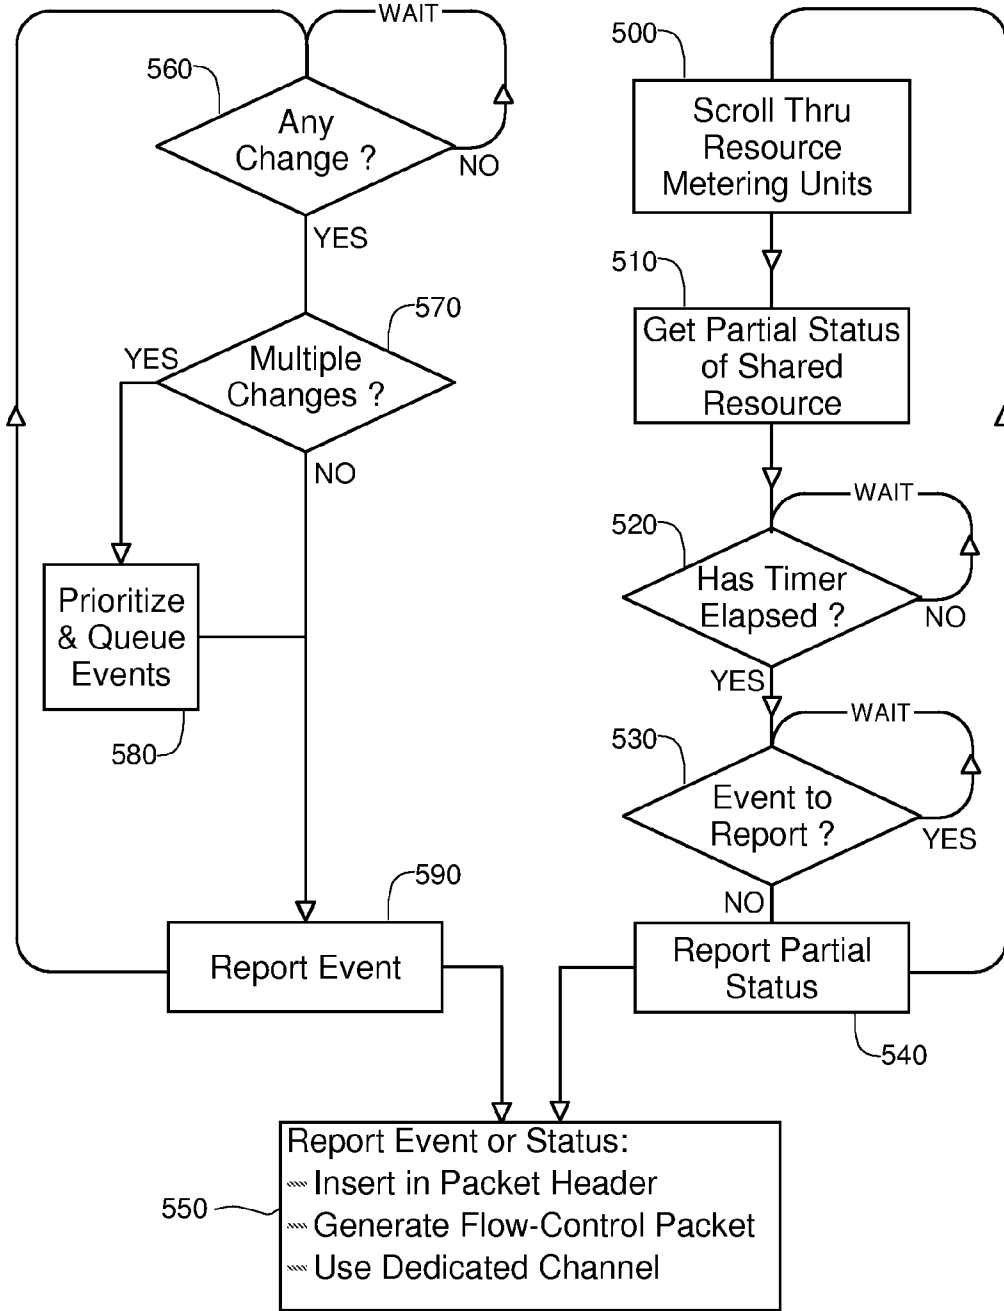 WAIT
560
Any
Change ?
NO
YES
570
YES
Multiple
Changes ?
NO
Prioritize
& Queue
Events
580
590
Report Event
500
Scroll Thru
Resource
Metering Units
510
Get Partial Status
of Shared
Resource
WAIT
520
Has Timer
Elapsed ?
NO
YES
WAIT
530
Event to
Report ?
YES
NO
Report Partial
Status
540
Report Event or Status:
Insert in Packet Header
550
Generate Flow-Control Packet
Use Dedicated Channel